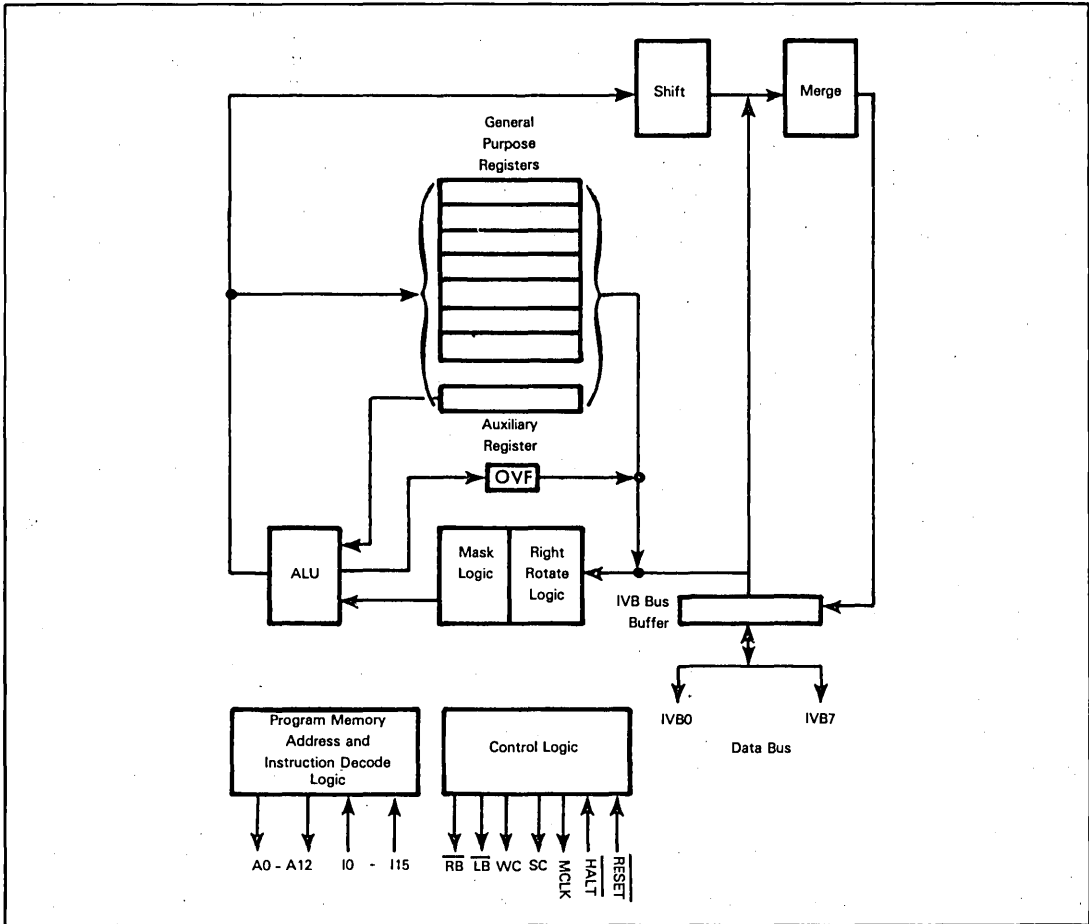 Shift
Merge
General
Purpose
Registers
Auxiliary
Register
OVF
ALU
Mask
Logic
Right
Rotate
Logic
IVB Bus
Buffer
IVB0
IVB7
Data Bus
Program Memory
Address and
Instruction Decode
Logic
Control Logic
A0 - A12 I0 - I15
RB LB WC SC MCLK HALT RESET